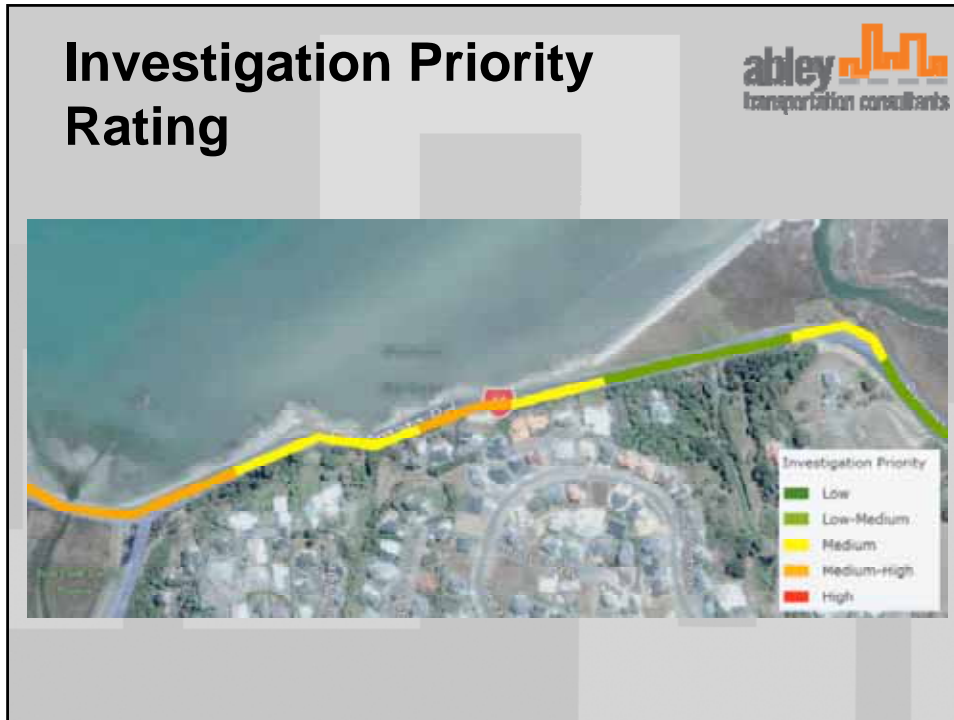 Investigation Priority
Rating
abley
transportation consultants
Investigation Priority
Low
Low-Medium
Medium
Medium-High
High